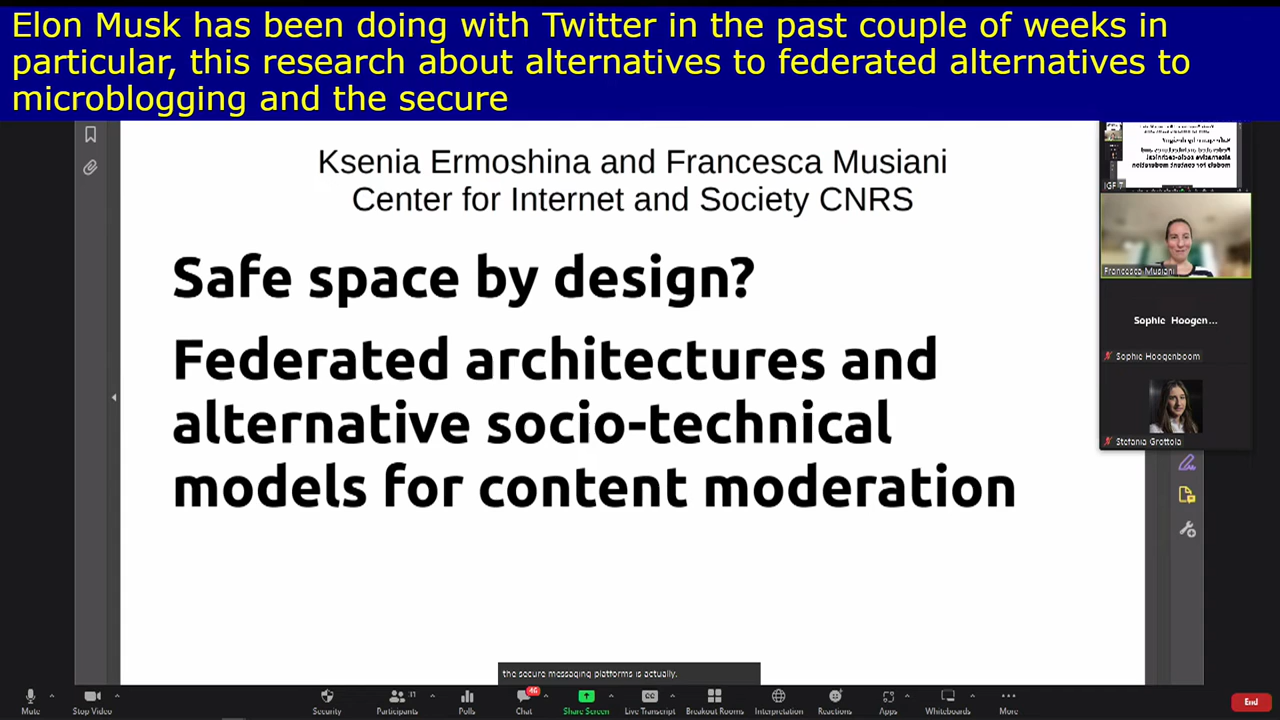 Elon Musk has been doing with Twitter in the past couple of weeks in
particular, this research about alternatives to federated alternatives to
microblogging and the secure
Ksenia Ermoshina and Francesca Musiani
Center for Internet and Society CNRS
Safe space by design?
Federated architectures and
alternative socio-technical
models for content moderation
IGF 7
Francesca Musiani
Sophie Hoogen...
Sophie Hoogenboom
Stefania Grottola
the secure messaging platforms is actually.
Mute
Stop Video
Security
Participants
31
Polls
Chat
46
Share Screen
Live Transcript
Breakout Rooms
Interpretation
Reactions
Apps
Whiteboards
More
End